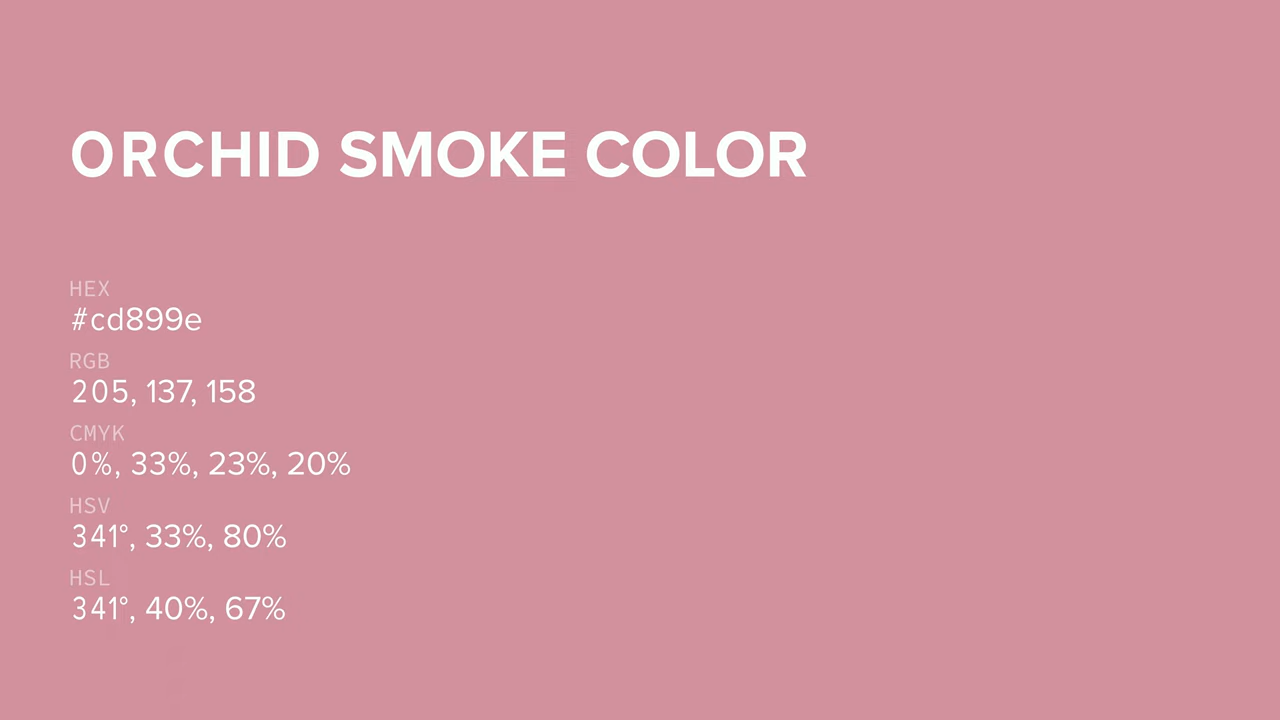 ORCHID SMOKE COLOR
HEX
#cd899e
RGB
205, 137, 158
CMYK
0%, 33%, 23%, 20%
HSV
341°, 33%, 80%
HSL
341°, 40%, 67%